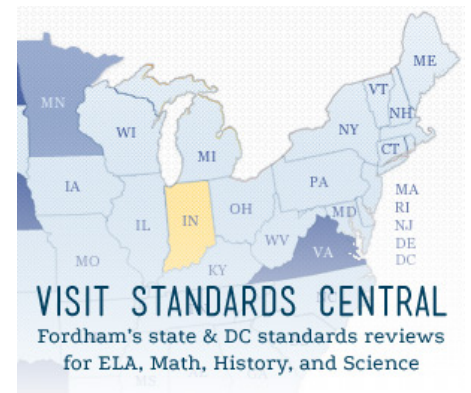 ME
VT
MN
NH
WI
NY
MI
CT
IA
PA
MA
RI
IL
IN
OH
MD
NJ
WV
VA
DE
MO
KY
DC
VISIT STANDARDS CENTRAL
Fordham's state & DC standards reviews
for ELA, Math, History, and Science
MS